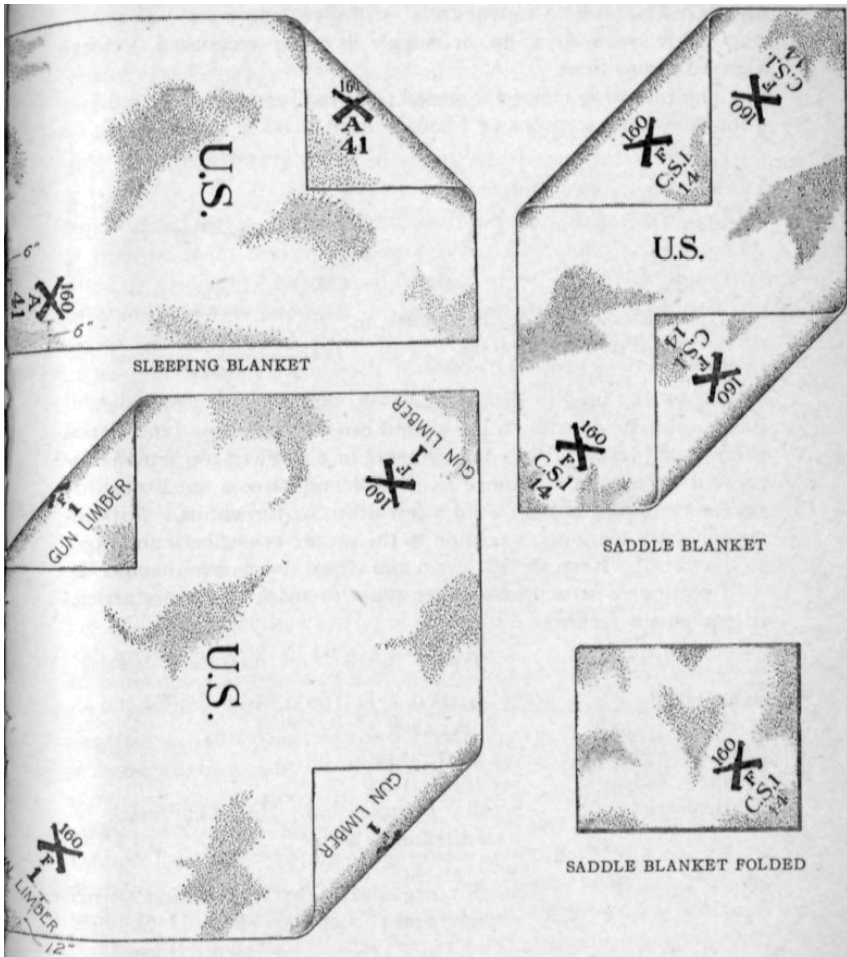 U.S.
A
41
6"
160
A
41
6"
SLEEPING BLANKET
160
F
C.S.1
14
160
F
C.S.1
14
U.S.
160
F
C.S.1
14
160
F
C.S.1
14
SADDLE BLANKET
F
1
GUN LIMBER
160
F
1
GUN LIMBER
U.S.
F
1
GUN LIMBER
160
F
1
LIMBER
12"
160
F
C.S.1
14
SADDLE BLANKET FOLDED